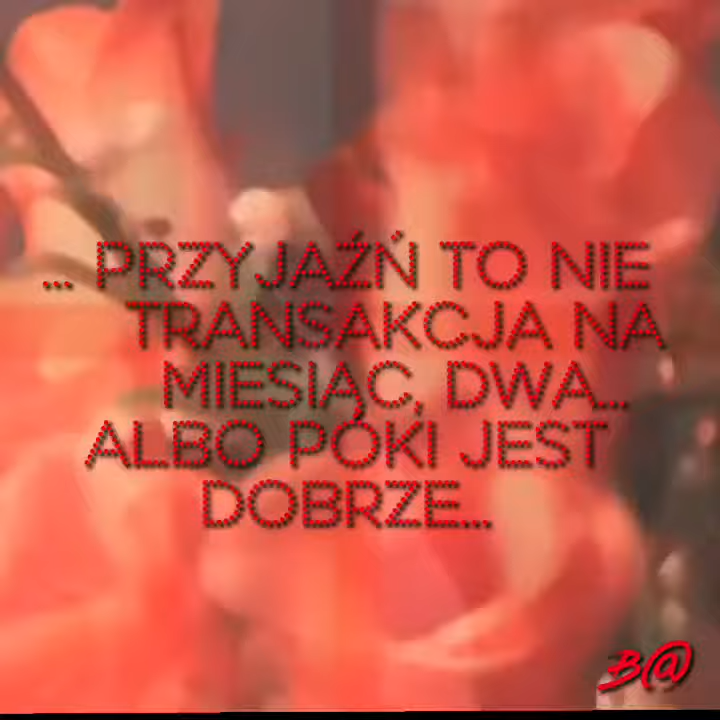 .. PRZYJAŹŃ TO NIE
TRANSAKCJA NA
MIESIĄC, DWA...
ALBO PÓKI JEST
DOBRZE...
B@